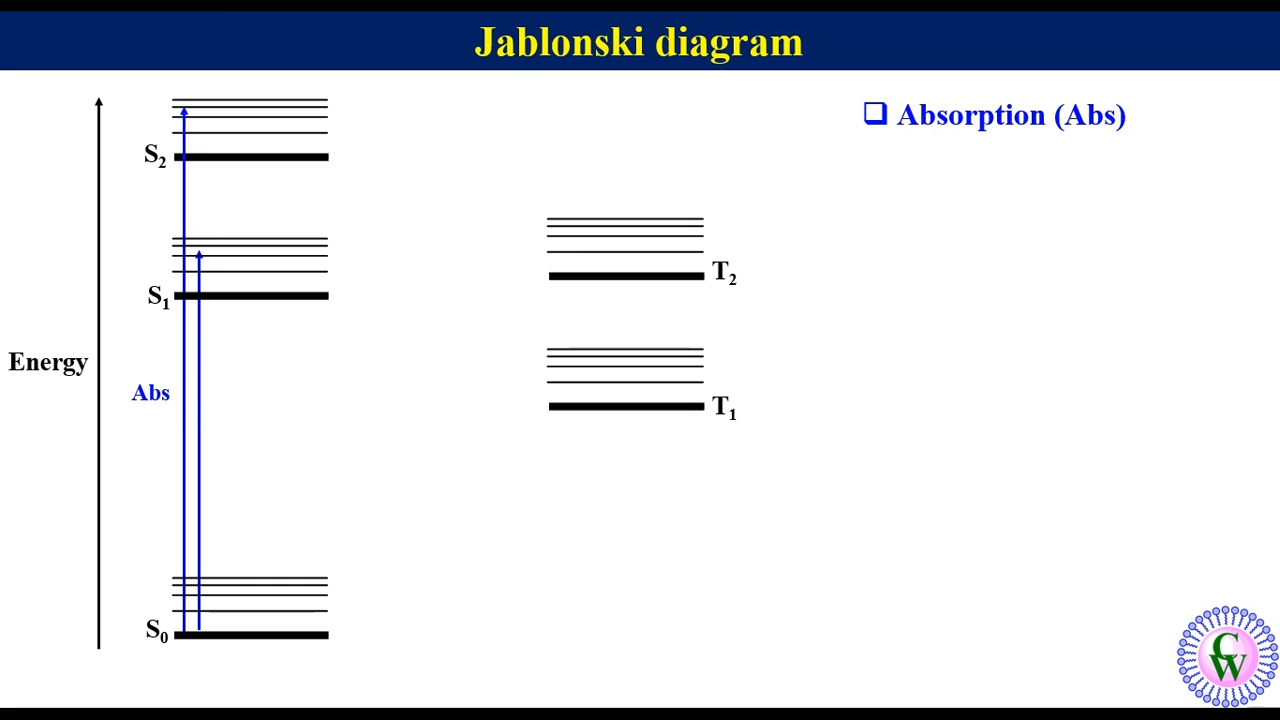 Jablonski diagram
Absorption (Abs)
S₂
T₂
S₁
Energy
Abs
T₁
S₀
CW